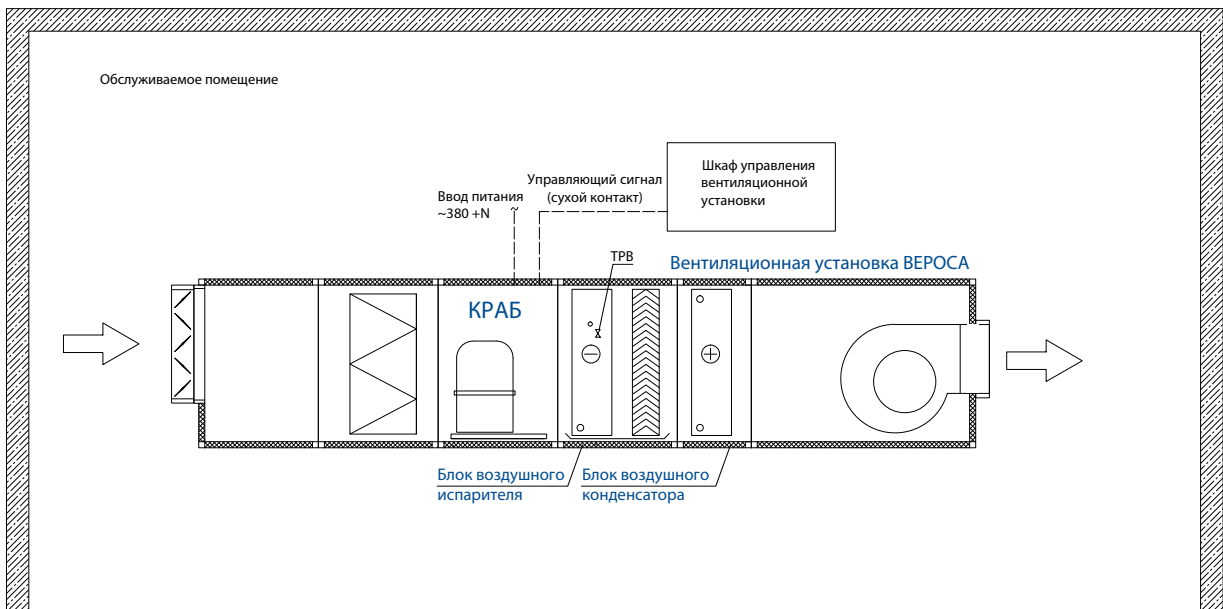 Обслуживаемое помещение
Шкаф управления
вентиляционной
установки
Управляющий сигнал
(сухой контакт)
Ввод питания
~380 +N
~
ТРВ
Вентиляционная установка ВЕРОСА
КРАБ
Блок воздушного
испарителя
Блок воздушного
конденсатора